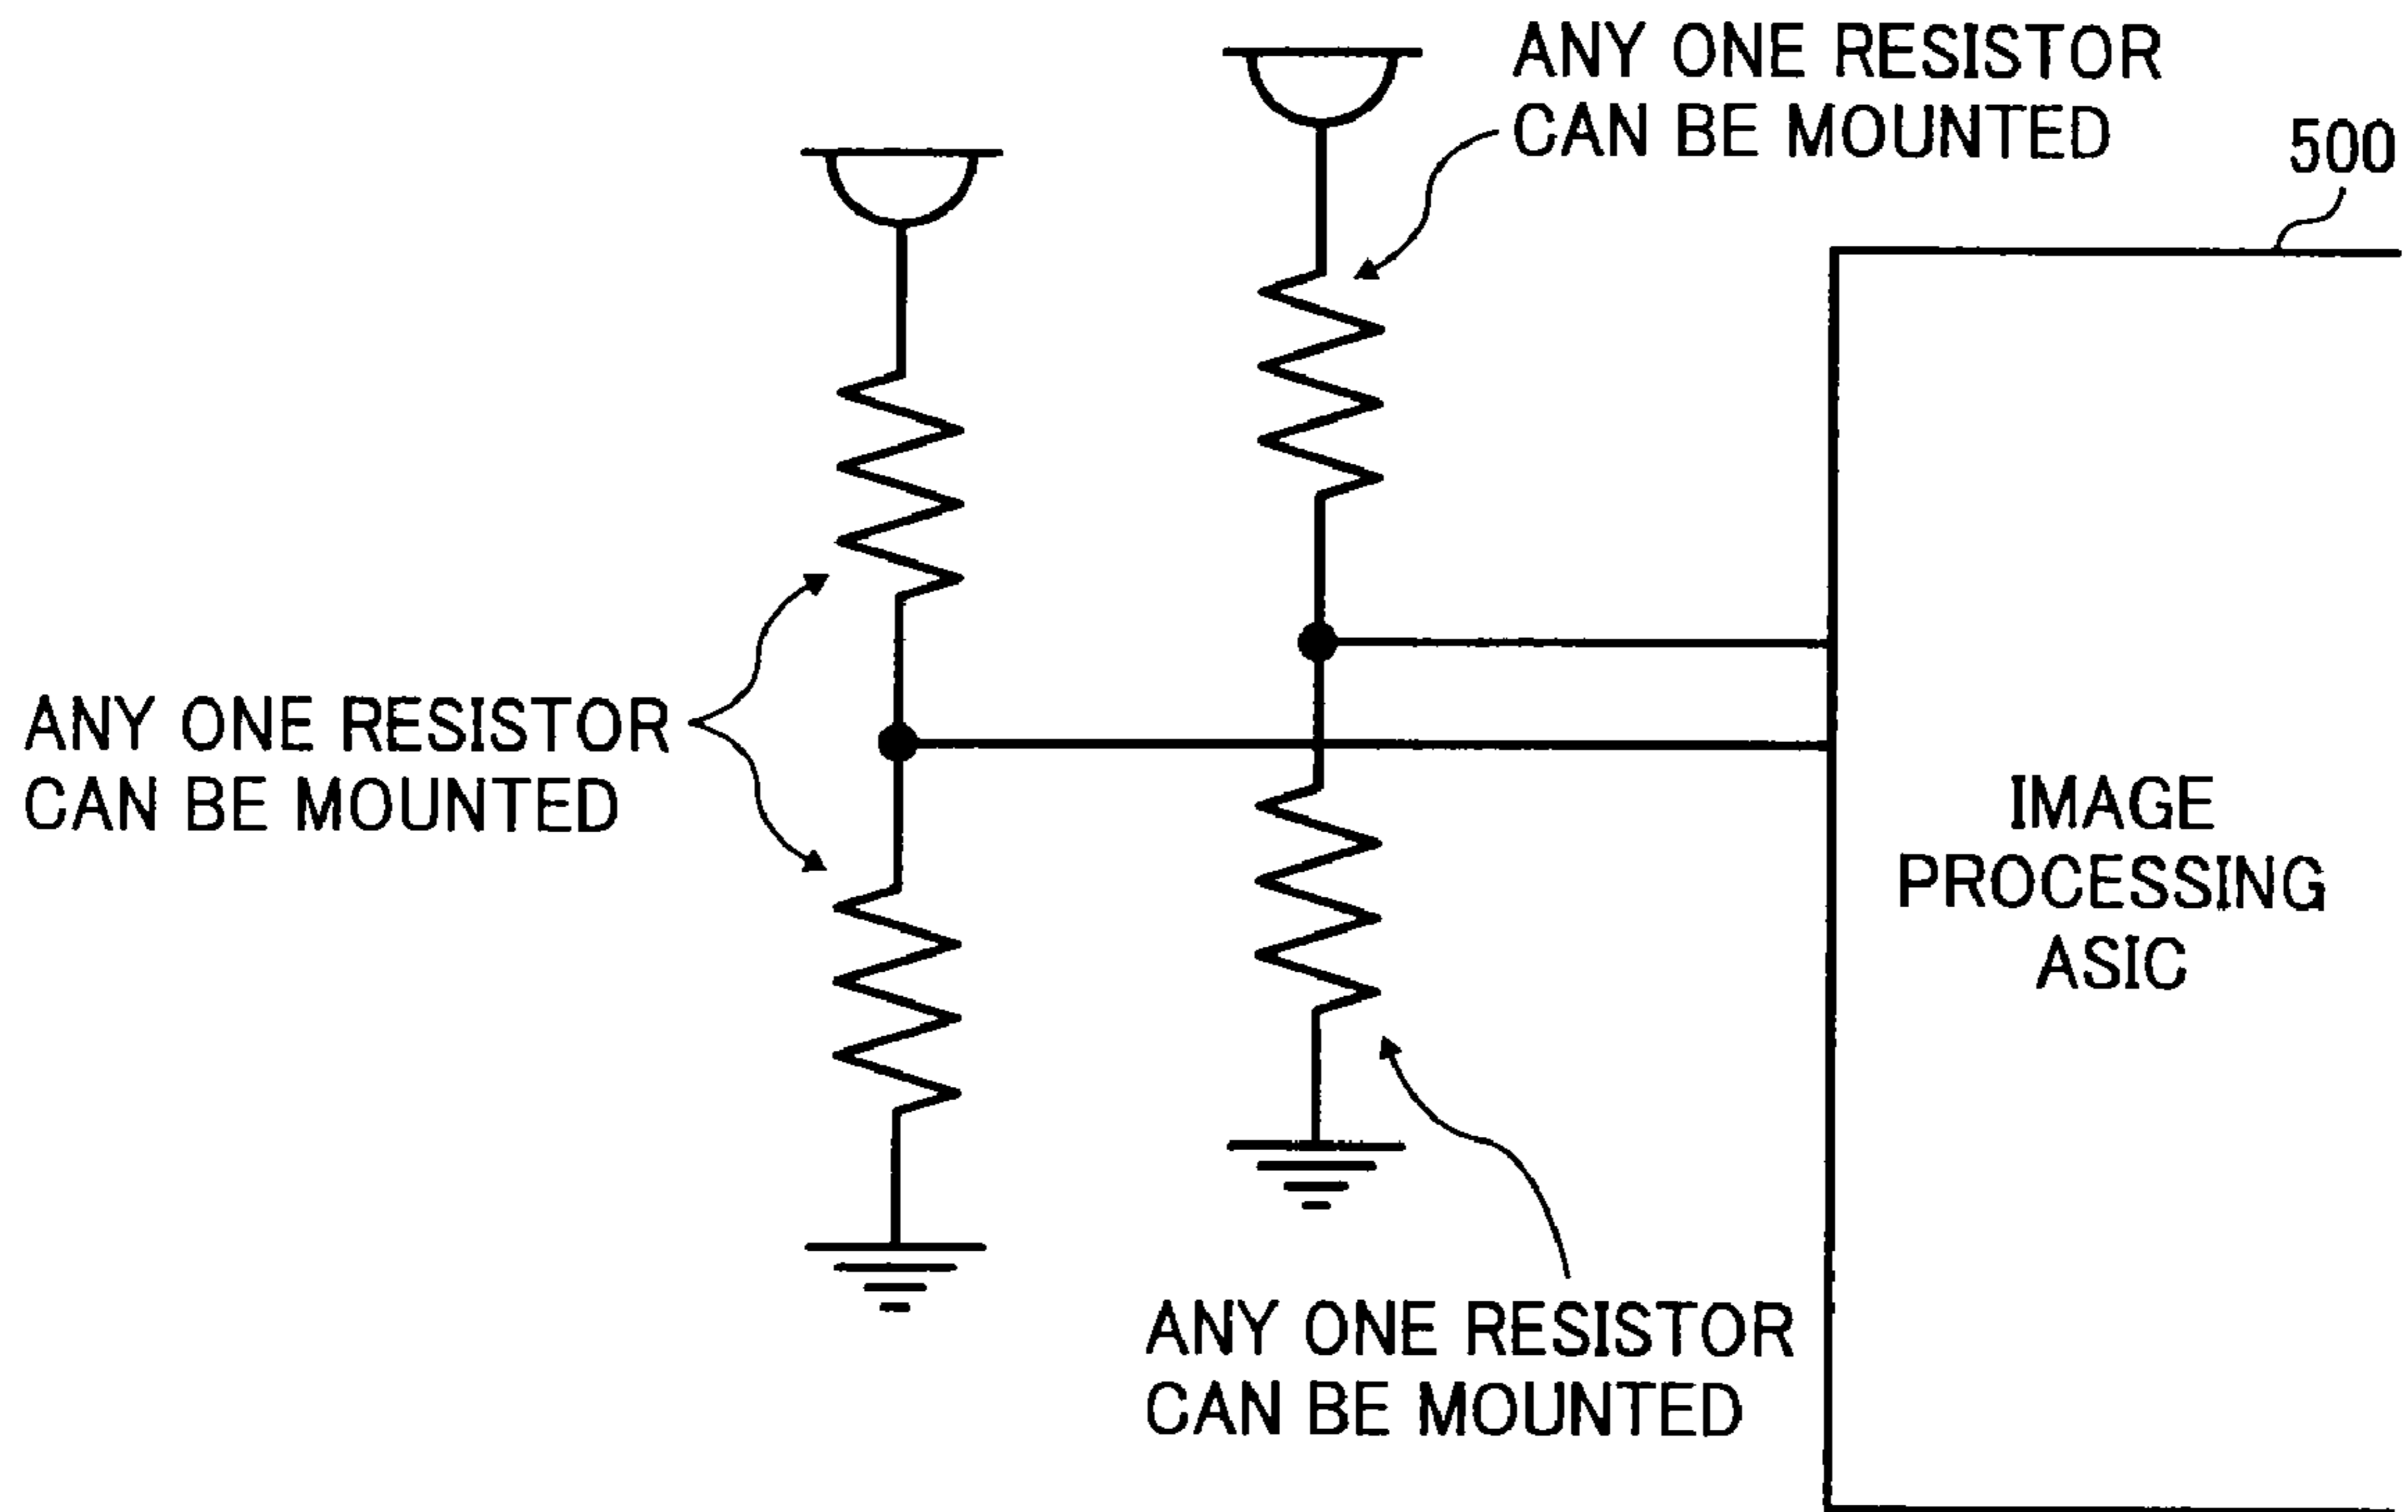 ANY ONE RESISTOR
CAN BE MOUNTED
500
ANY ONE RESISTOR
CAN BE MOUNTED
IMAGE
PROCESSING
ASIC
ANY ONE RESISTOR
CAN BE MOUNTED